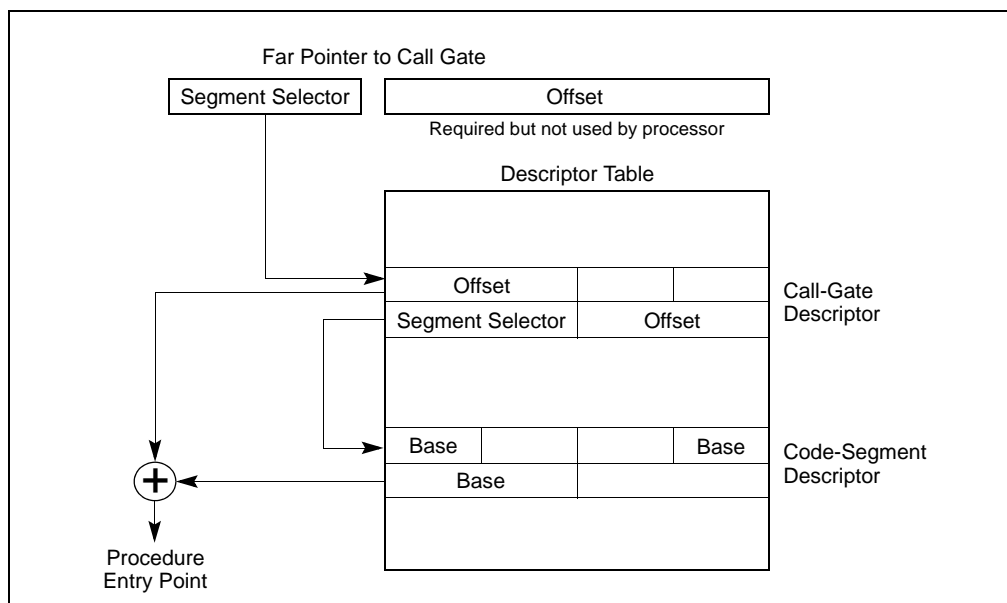 Far Pointer to Call Gate
Segment Selector
Offset
Required but not used by processor
Descriptor Table
Offset
Segment Selector
Offset
Call-Gate
Descriptor
Base
Base
Base
Code-Segment
Descriptor
+
Procedure
Entry Point